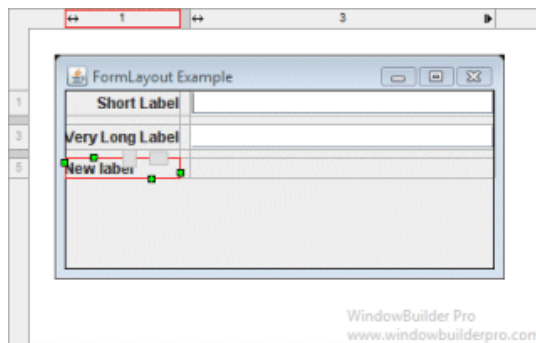 1 3
FormLayout Example
1 Short Label
3 Very Long Label
5 New label
WindowBuilder Pro
www.windowbuilderpro.com